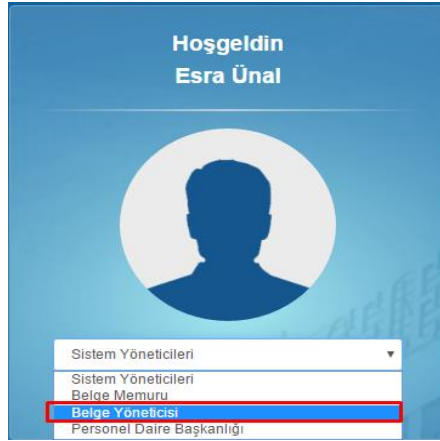 Hoşgeldin
Esra Ünal
Sistem Yöneticileri
Sistem Yöneticileri
Belge Memuru
Belge Yöneticisi
Personel Daire Başkanlığı